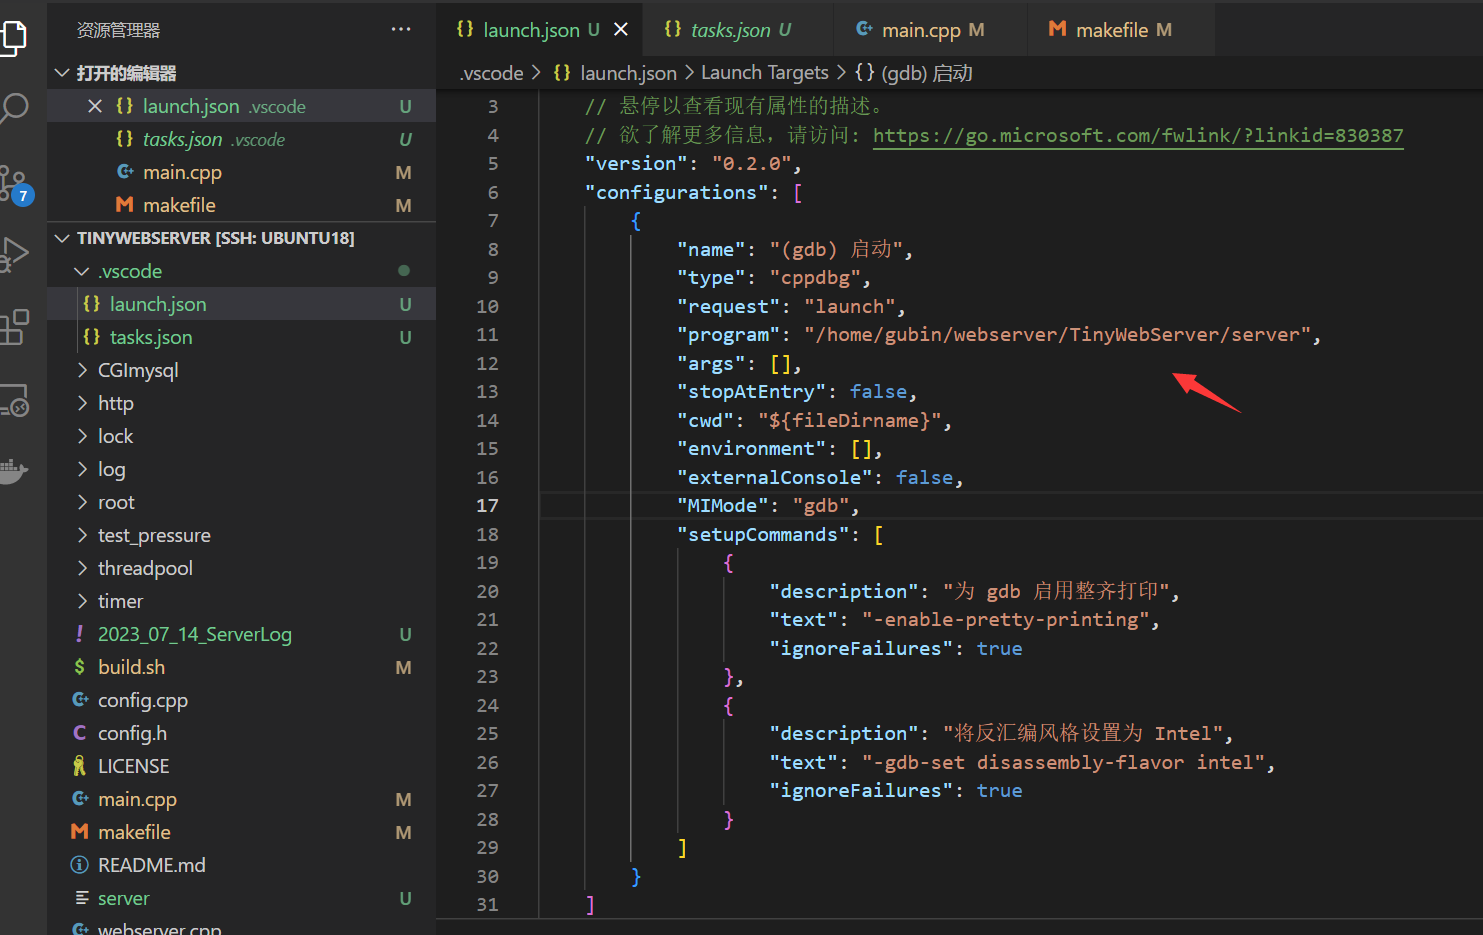 资源管理器
打开的编辑器
launch.json .vscode U
tasks.json .vscode U
main.cpp M
makefile M
7
TINYWEBSERVER [SSH: UBUNTU18]
.vscode
launch.json U
tasks.json U
CGImysql
http
lock
log
root
test_pressure
threadpool
timer
2023_07_14_ServerLog U
build.sh M
config.cpp
config.h
LICENSE
main.cpp M
makefile M
README.md
server U
webserver.cpp
launch.json U tasks.json U main.cpp M makefile M
.vscode > {} launch.json > Launch Targets > {} (gdb) 启动
3 // 悬停以查看现有属性的描述。
4 // 欲了解更多信息，请访问: https://go.microsoft.com/fwlink/?linkid=830387
5 "version": "0.2.0",
6 "configurations": [
7 {
8 "name": "(gdb) 启动",
9 "type": "cppdbg",
10 "request": "launch",
11 "program": "/home/gubin/webserver/TinyWebServer/server",
12 "args": [],
13 "stopAtEntry": false,
14 "cwd": "${fileDirname}",
15 "environment": [],
16 "externalConsole": false,
17 "MIMode": "gdb",
18 "setupCommands": [
19 {
20 "description": "为 gdb 启用整齐打印",
21 "text": "-enable-pretty-printing",
22 "ignoreFailures": true
23 },
24 {
25 "description": "将反汇编风格设置为 Intel",
26 "text": "-gdb-set disassembly-flavor intel",
27 "ignoreFailures": true
28 }
29 ]
30 }
31 ]